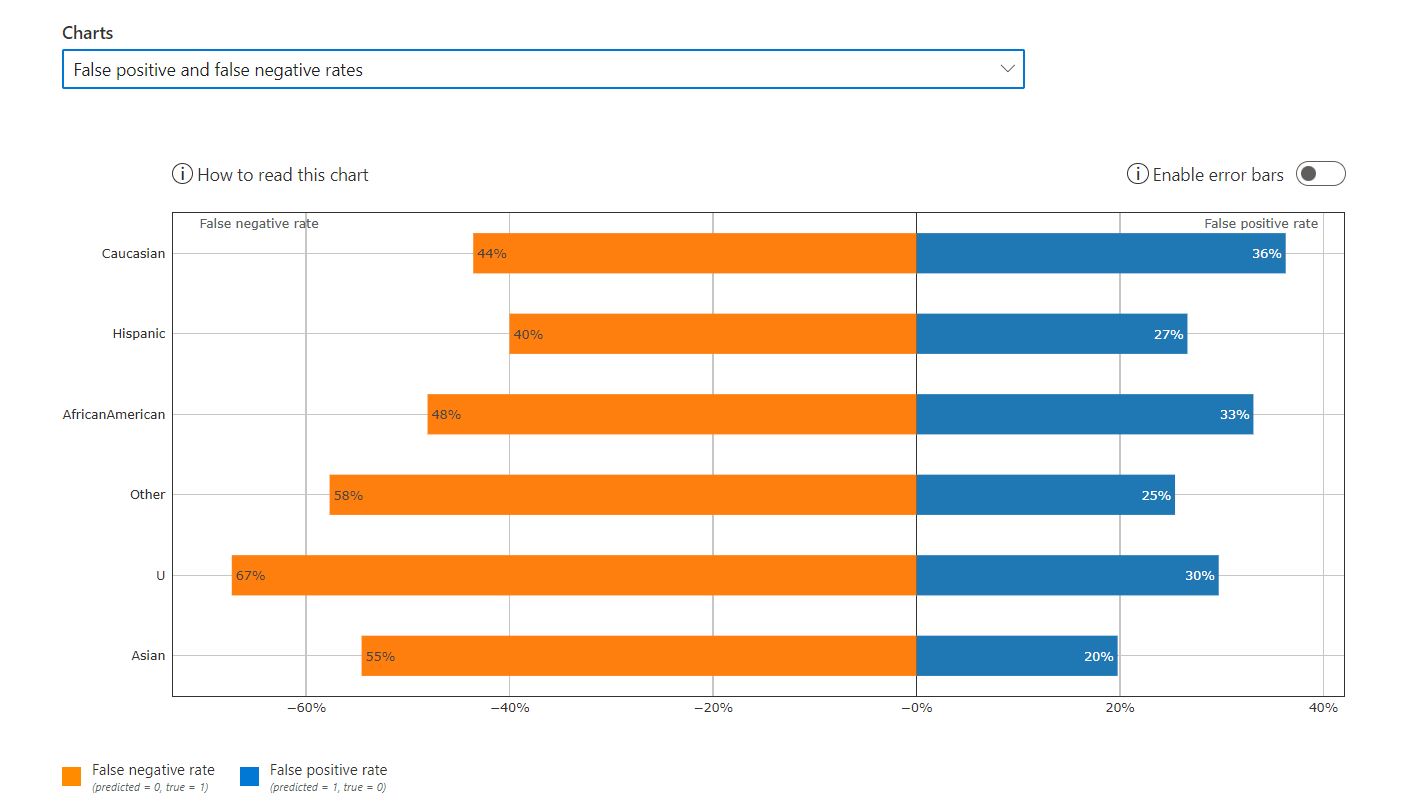 Charts
False positive and false negative rates
How to read this chart
Enable error bars
False negative rate
False positive rate
Caucasian
44%
36%
Hispanic
40%
27%
AfricanAmerican
48%
33%
Other
58%
25%
U
67%
30%
Asian
55%
20%
−60%
−40%
−20%
−0%
20%
40%
False negative rate
(predicted = 0, true = 1)
False positive rate
(predicted = 1, true = 0)